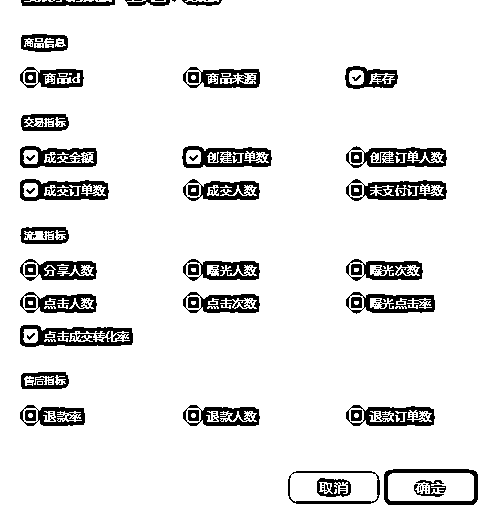 商品信息
商品id 商品来源 库存
交易指标
成交金额 创建订单数 创建订单人数
成交订单数 成交人数 未支付订单数
流量指标
分享人数 曝光人数 曝光次数
点击人数 点击次数 曝光点击率
点击成交转化率
售后指标
退款率 退款人数 退款订单数
取消 确定